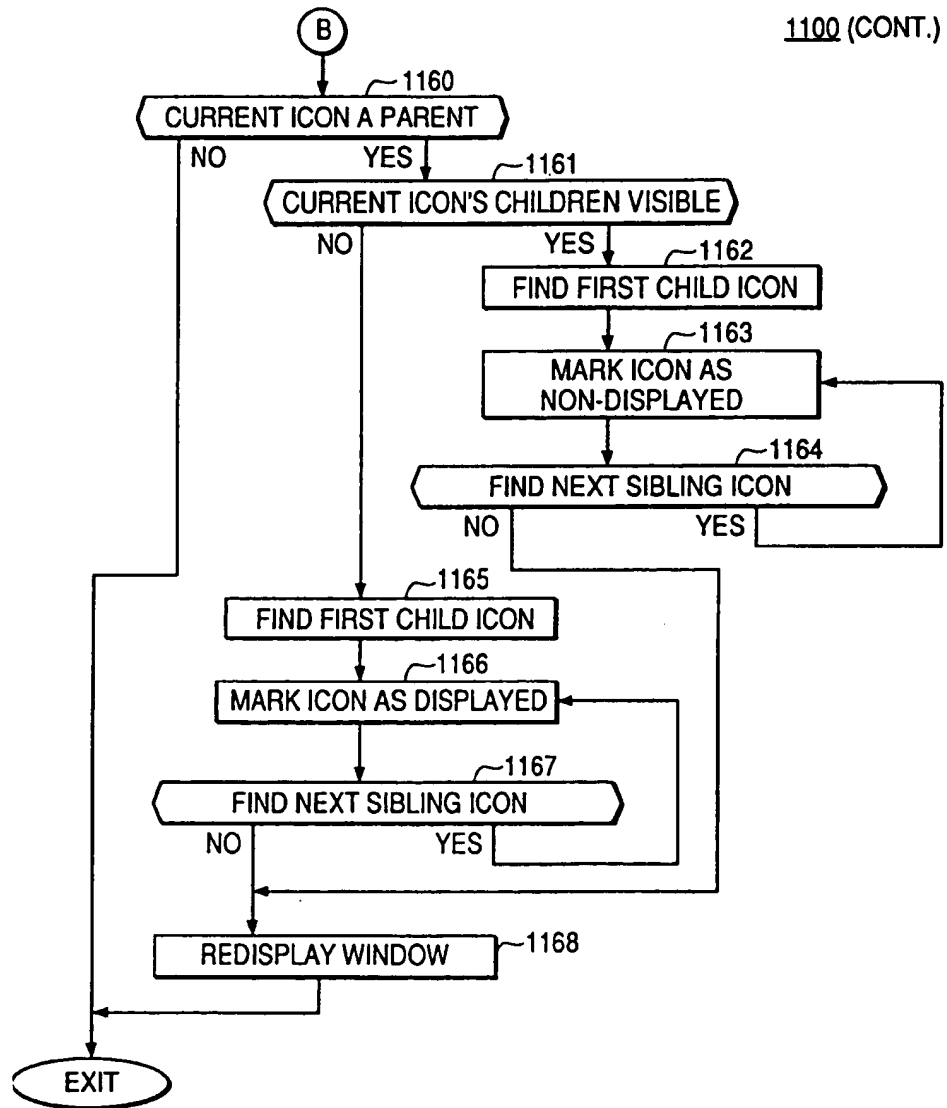 B
1100 (CONT.)
1160
CURRENT ICON A PARENT
NO
YES
1161
CURRENT ICON'S CHILDREN VISIBLE
NO
YES
1162
FIND FIRST CHILD ICON
1163
MARK ICON AS
NON-DISPLAYED
1164
FIND NEXT SIBLING ICON
NO
YES
1165
FIND FIRST CHILD ICON
1166
MARK ICON AS DISPLAYED
1167
FIND NEXT SIBLING ICON
NO
YES
REDISPLAY WINDOW
1168
EXIT